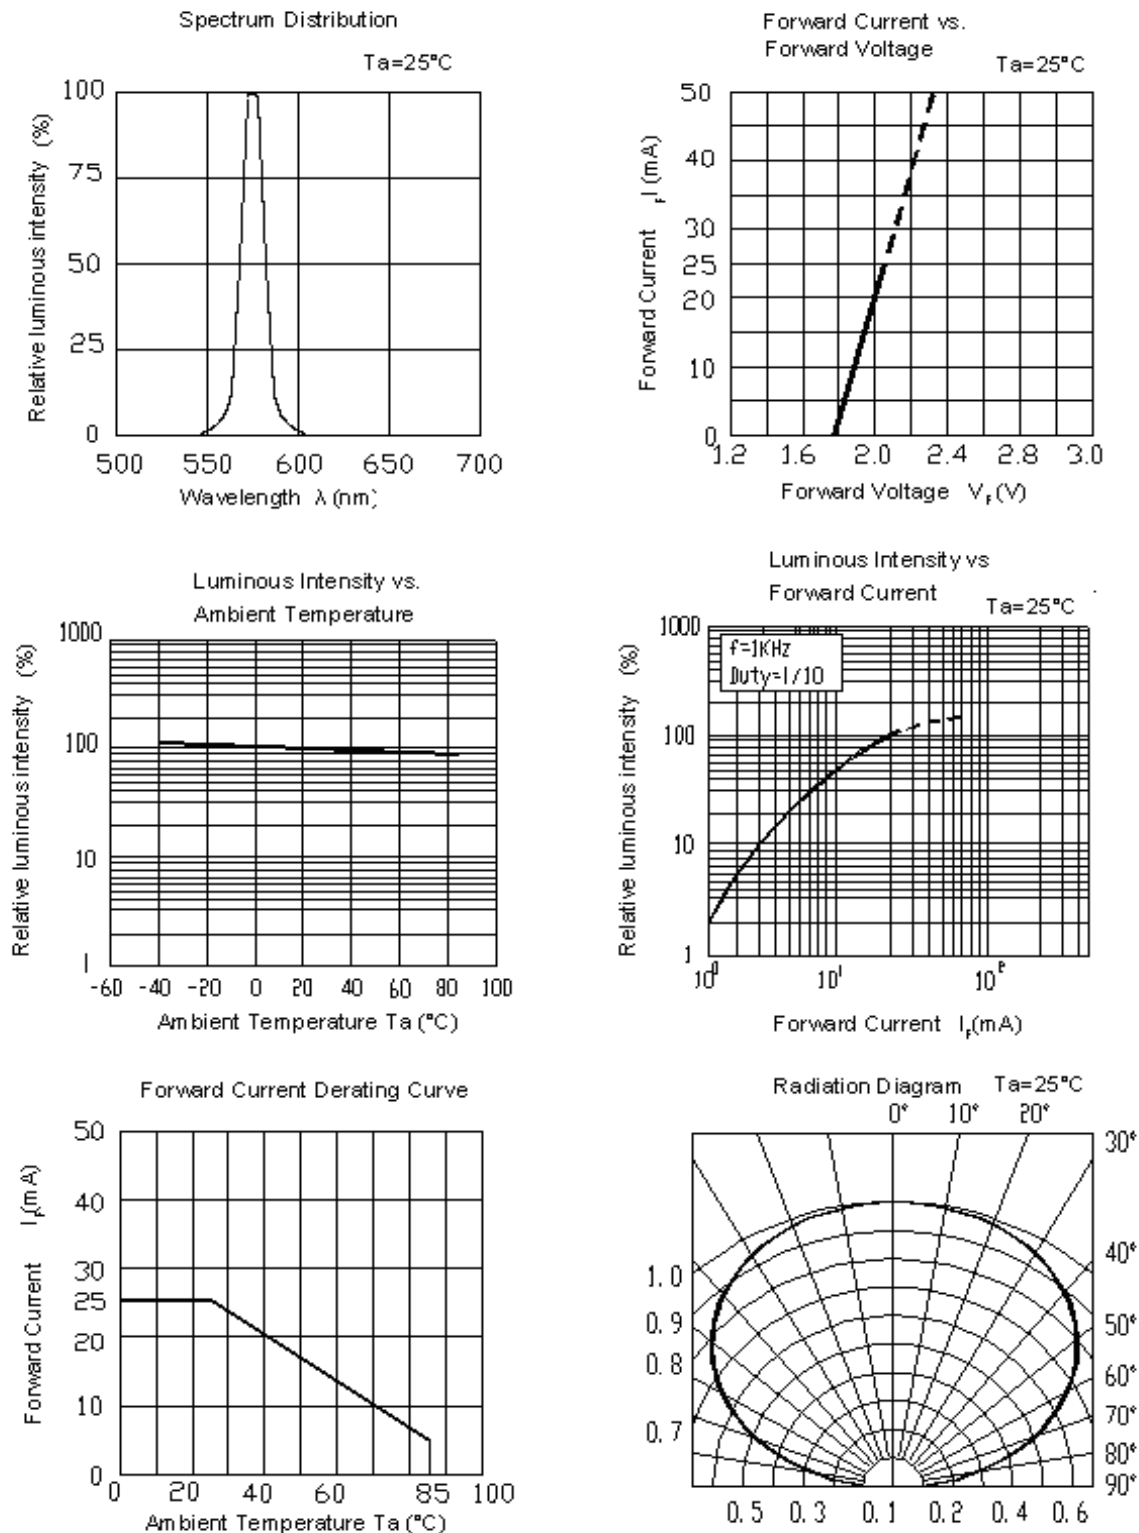 Spectrum Distribution
Ta=25°C
Relative luminous intensity (%)
100
75
50
25
0
500 550 600 650 700
Wavelength λ (nm)
Forward Current vs.
Forward Voltage
Ta=25°C
Forward Current FI (mA)
50
40
30
25
20
10
0
1.2 1.6 2.0 2.4 2.8 3.0
Forward Voltage VF (V)
Luminous Intensity vs.
Ambient Temperature
Relative luminous intensity (%)
1000
100
10
1
-60 -40 -20 0 20 40 60 80 100
Ambient Temperature Ta (°C)
Luminous Intensity vs
Forward Current
Ta=25°C
f=1KHz
Duty=1/10
Relative luminous intensity (%)
1000
100
10
1
10⁰ 10¹ 10²
Forward Current IF(mA)
Forward Current Derating Curve
Forward Current IF(mA)
50
40
30
25
20
10
0
0 20 40 60 85 100
Ambient Temperature Ta (°C)
Radiation Diagram Ta=25°C
0° 10° 20°
30°
40°
50°
60°
70°
80°
90°
1.0
0.9
0.8
0.7
0.5 0.3 0.1 0.2 0.4 0.6